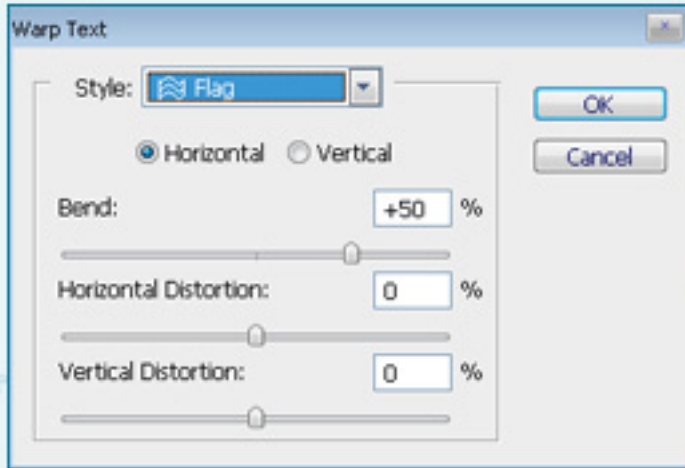 Warp Text
Style: Flag
OK
Horizontal Vertical
Cancel
Bend: +50 %
Horizontal Distortion: 0 %
Vertical Distortion: 0 %